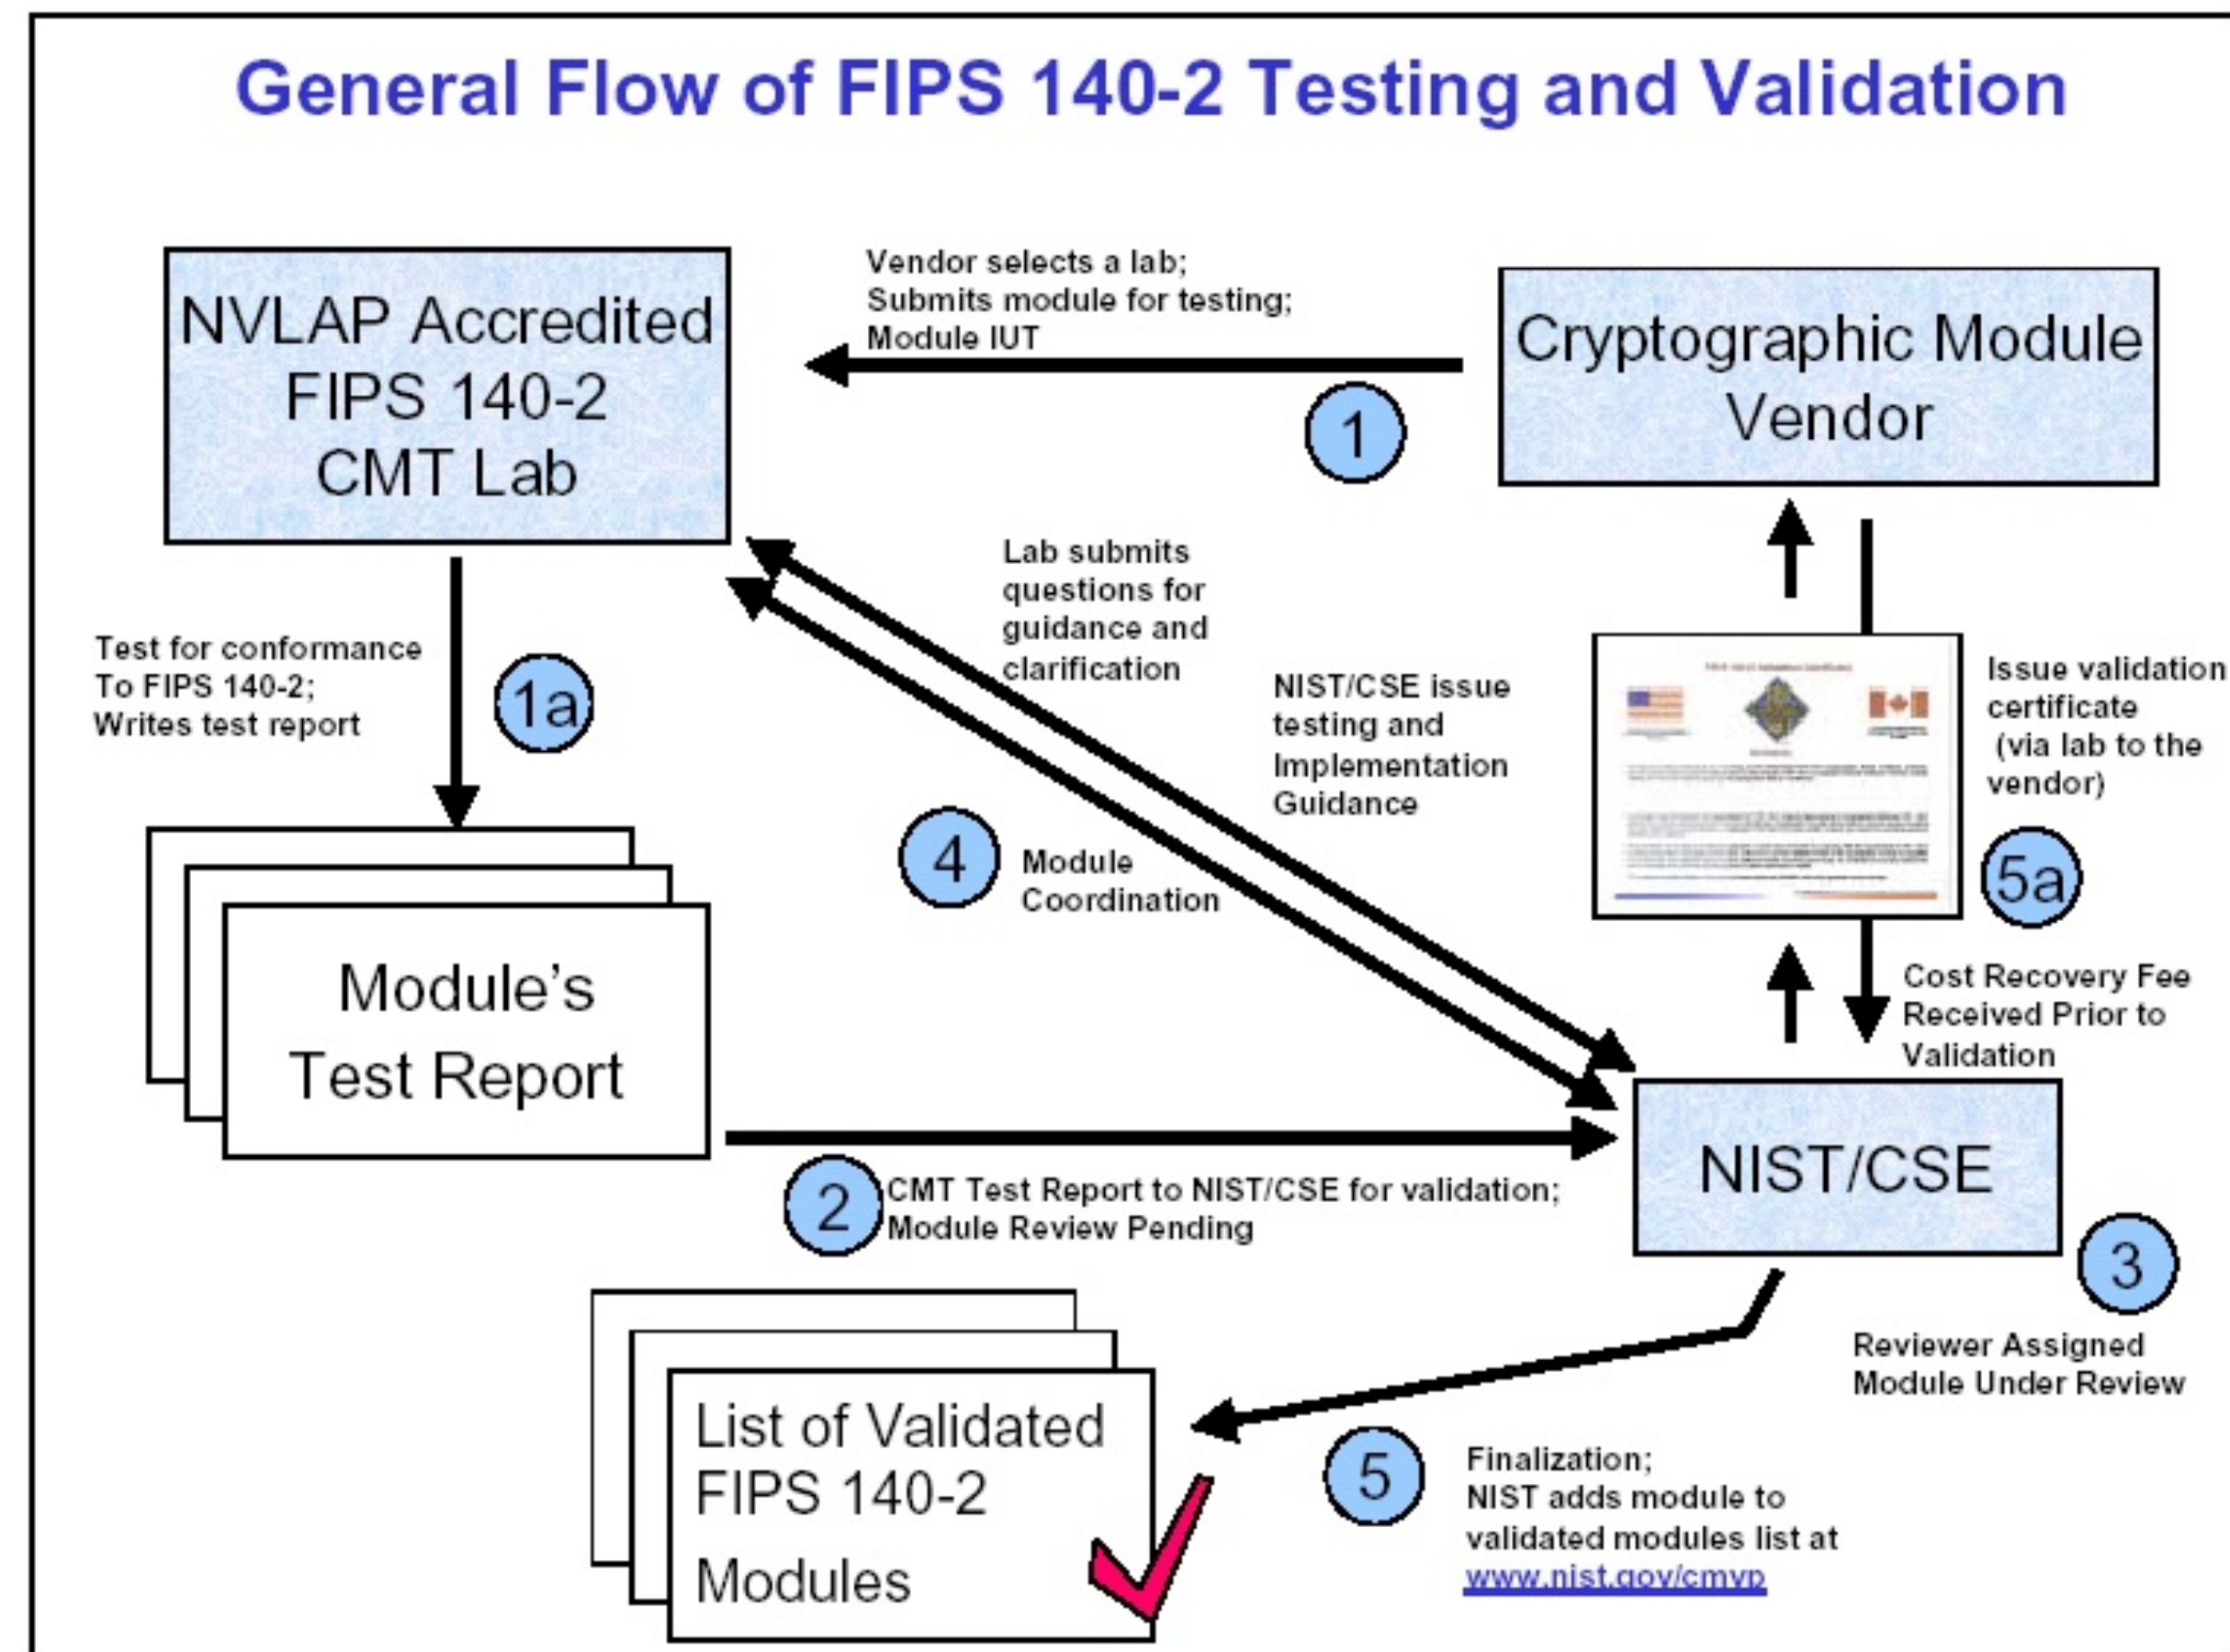 General Flow of FIPS 140-2 Testing and Validation
NVLAP Accredited
FIPS 140-2
CMT Lab
Vendor selects a lab;
Submits module for testing;
Module IUT
1
Cryptographic Module
Vendor
Test for conformance
To FIPS 140-2;
Writes test report
1a
Lab submits
questions for
guidance and
clarification
NIST/CSE issue
testing and
Implementation
Guidance
4
Module
Coordination
Issue validation
certificate
(via lab to the
vendor)
5a
Cost Recovery Fee
Received Prior to
Validation
Module's
Test Report
2
CMT Test Report to NIST/CSE for validation;
Module Review Pending
NIST/CSE
3
Reviewer Assigned
Module Under Review
List of Validated
FIPS 140-2
Modules
5
Finalization;
NIST adds module to
validated modules list at
www.nist.gov/cmvp